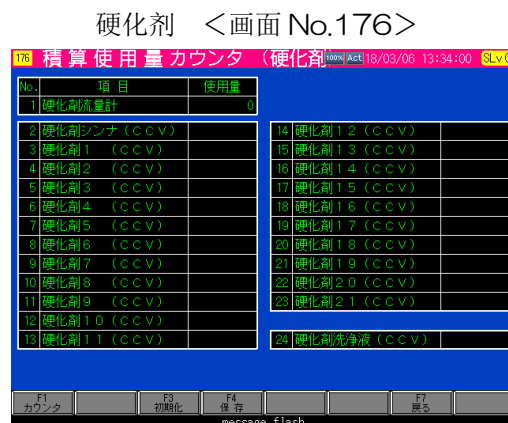 硬化剤 <画面 No.176>
176 積算使用量カウンタ (硬化剤 100% Act 18/03/06 13:34:00 SLv
No. 項目 使用量
1 硬化剤流量計 0
2 硬化剤シンナ(CCV)
3 硬化剤1 (CCV)
4 硬化剤2 (CCV)
5 硬化剤3 (CCV)
6 硬化剤4 (CCV)
7 硬化剤5 (CCV)
8 硬化剤6 (CCV)
9 硬化剤7 (CCV)
10 硬化剤8 (CCV)
11 硬化剤9 (CCV)
12 硬化剤10(CCV)
13 硬化剤11(CCV)
14 硬化剤12(CCV)
15 硬化剤13(CCV)
16 硬化剤14(CCV)
17 硬化剤15(CCV)
18 硬化剤16(CCV)
19 硬化剤17(CCV)
20 硬化剤18(CCV)
21 硬化剤19(CCV)
22 硬化剤20(CCV)
23 硬化剤21(CCV)
24 硬化剤洗浄液(CCV)
F1 F3 F4 F7
カウンタ 初期化 保存 戻る
message flash